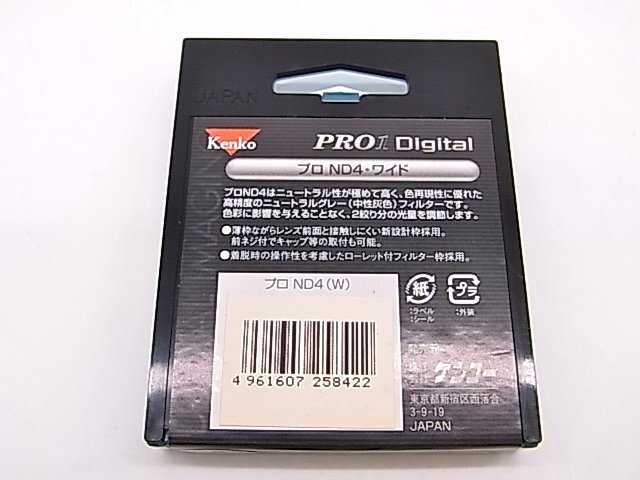 JAPAN
Kenko
PRO1 Digital
プロ ND4・ワイド
プロND4はニュートラル性が極めて高く、色再現性に優れた
高精度のニュートラルグレー(中性灰色)フィルターです。
色彩に影響を与えることなく、2絞り分の光量を調節します。
●薄枠ながらレンズ前面と接触しにくい新設計枠採用。
前ネジ付でキャップ等の取付も可能。
●着脱時の操作性を考慮したローレット付フィルター枠採用。
プロ ND4(W)
紙
プラ
:ラベル
:シール
:外装
4 961607 258422
ケンコー
東京都新宿区西落合
3-9-19
JAPAN